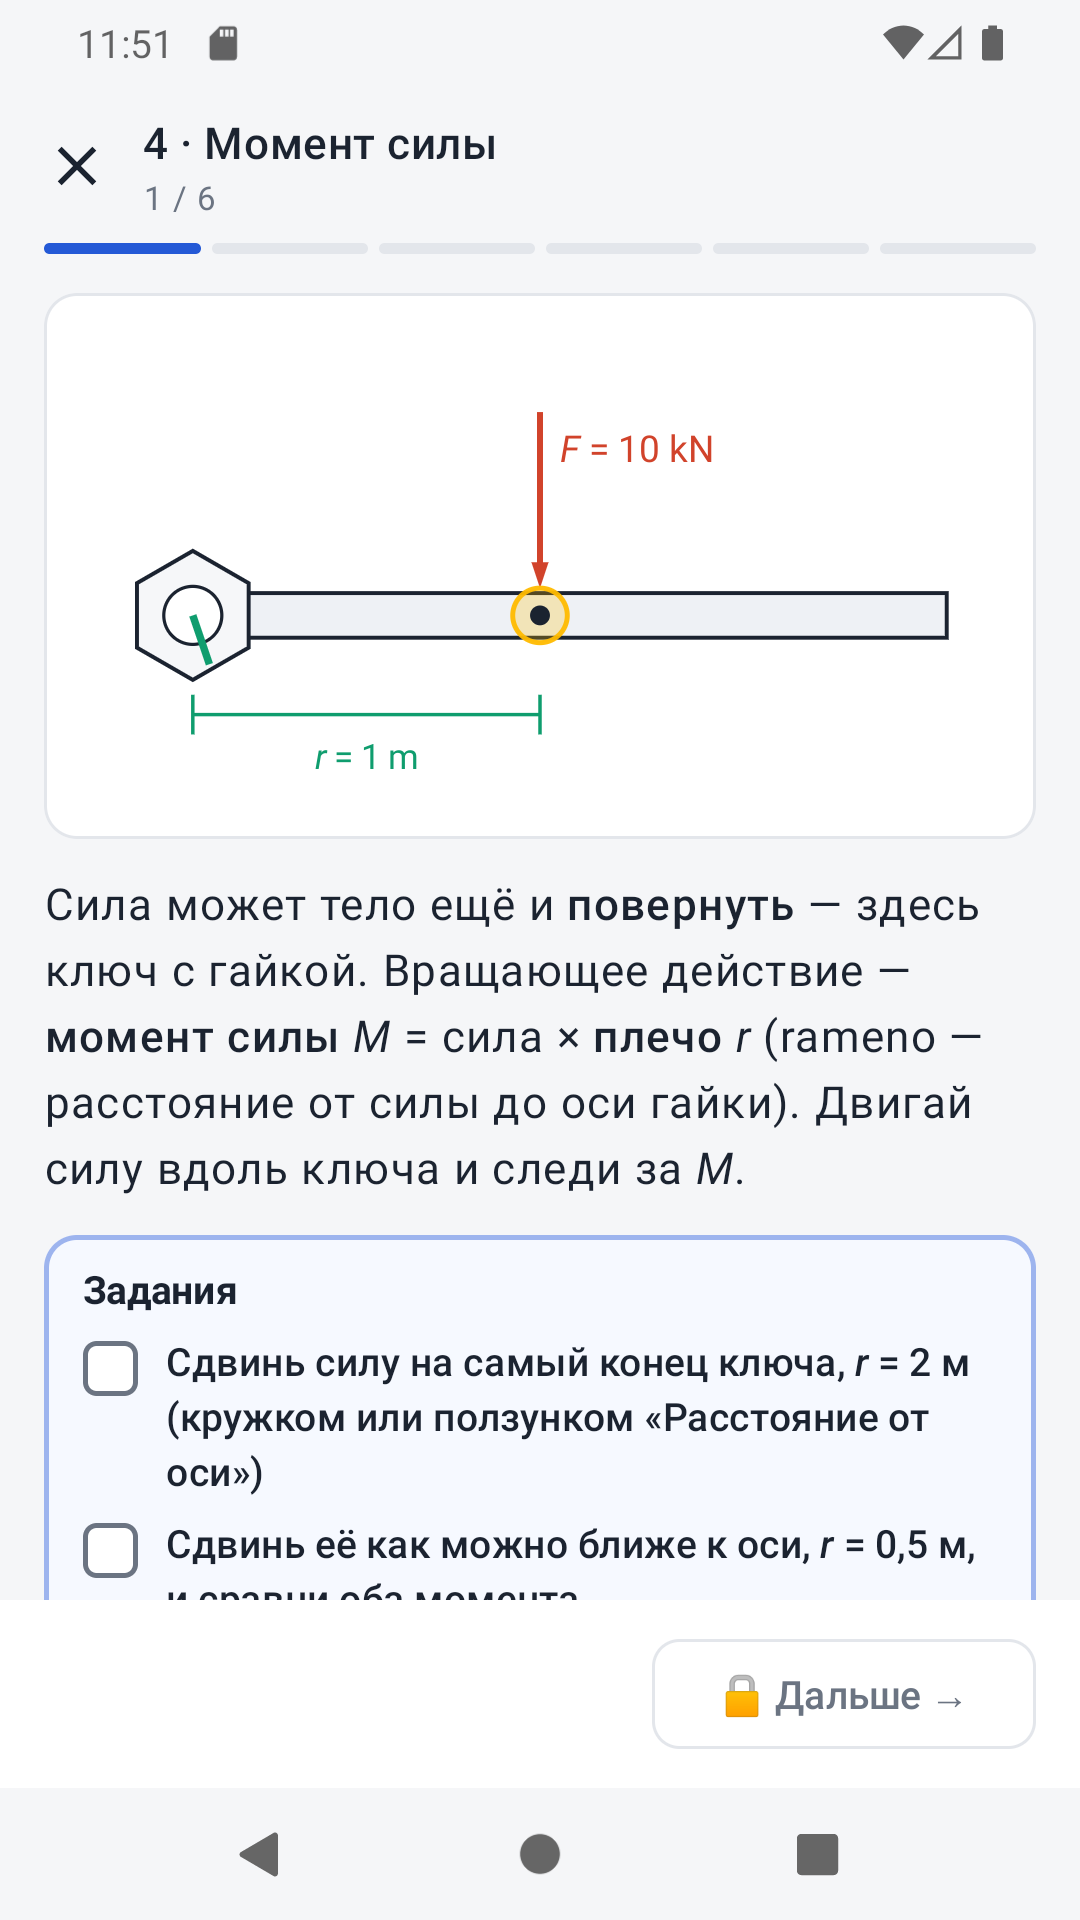 11:51
4 · Момент силы
1 / 6
F = 10 kN
r = 1 m
Сила может тело ещё и повернуть — здесь
ключ с гайкой. Вращающее действие —
момент силы M = сила × плечо r (rameno —
расстояние от силы до оси гайки). Двигай
силу вдоль ключа и следи за M.
Задания
Сдвинь силу на самый конец ключа, r = 2 м
(кружком или ползунком «Расстояние от
оси»)
Сдвинь её как можно ближе к оси, r = 0,5 м,
и сравни оба момента
Дальше →